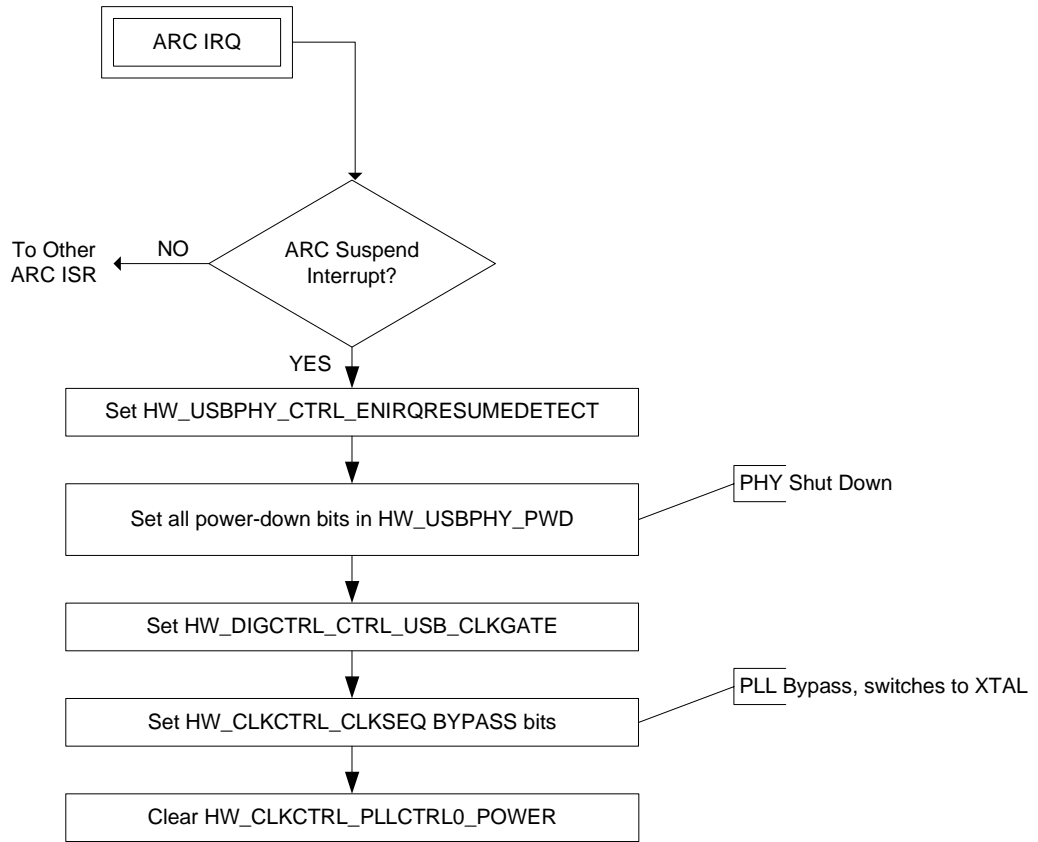 ARC IRQ
ARC Suspend
Interrupt?
NO
To Other
ARC ISR
YES
Set HW_USBPHY_CTRL_ENIRQRESUMEDETECT
PHY Shut Down
Set all power-down bits in HW_USBPHY_PWD
Set HW_DIGCTRL_CTRL_USB_CLKGATE
PLL Bypass, switches to XTAL
Set HW_CLKCTRL_CLKSEQ BYPASS bits
Clear HW_CLKCTRL_PLLCTRL0_POWER